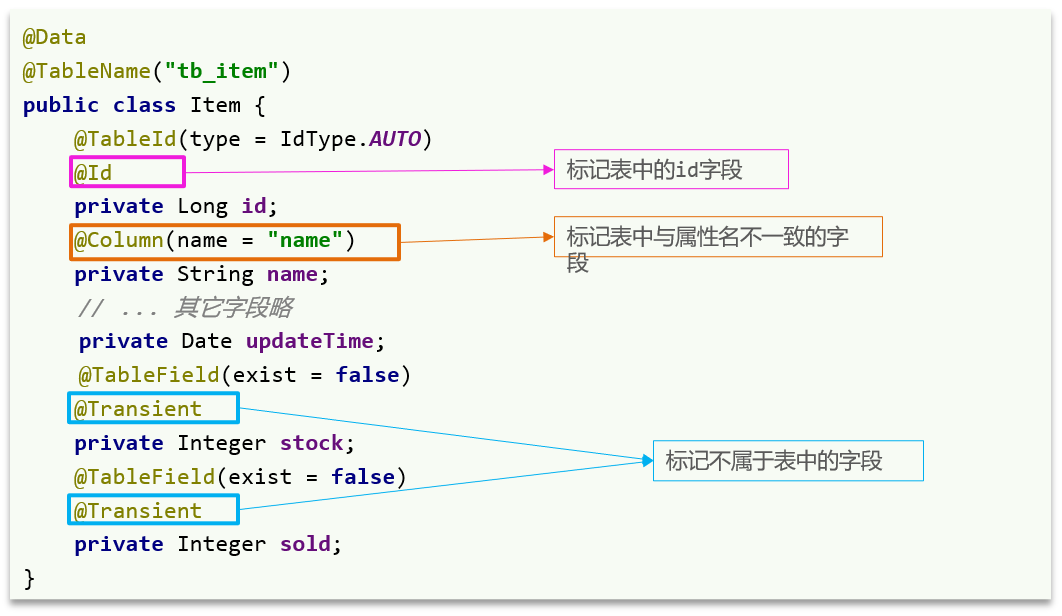 @Data
@TableName("tb_item")
public class Item {
@TableId(type = IdType.AUTO)
@Id
标记表中的id字段
private Long id;
@Column(name = "name")
标记表中与属性名不一致的字
段
private String name;
// ... 其它字段略
private Date updateTime;
@TableField(exist = false)
@Transient
private Integer stock;
标记不属于表中的字段
@TableField(exist = false)
@Transient
private Integer sold;
}